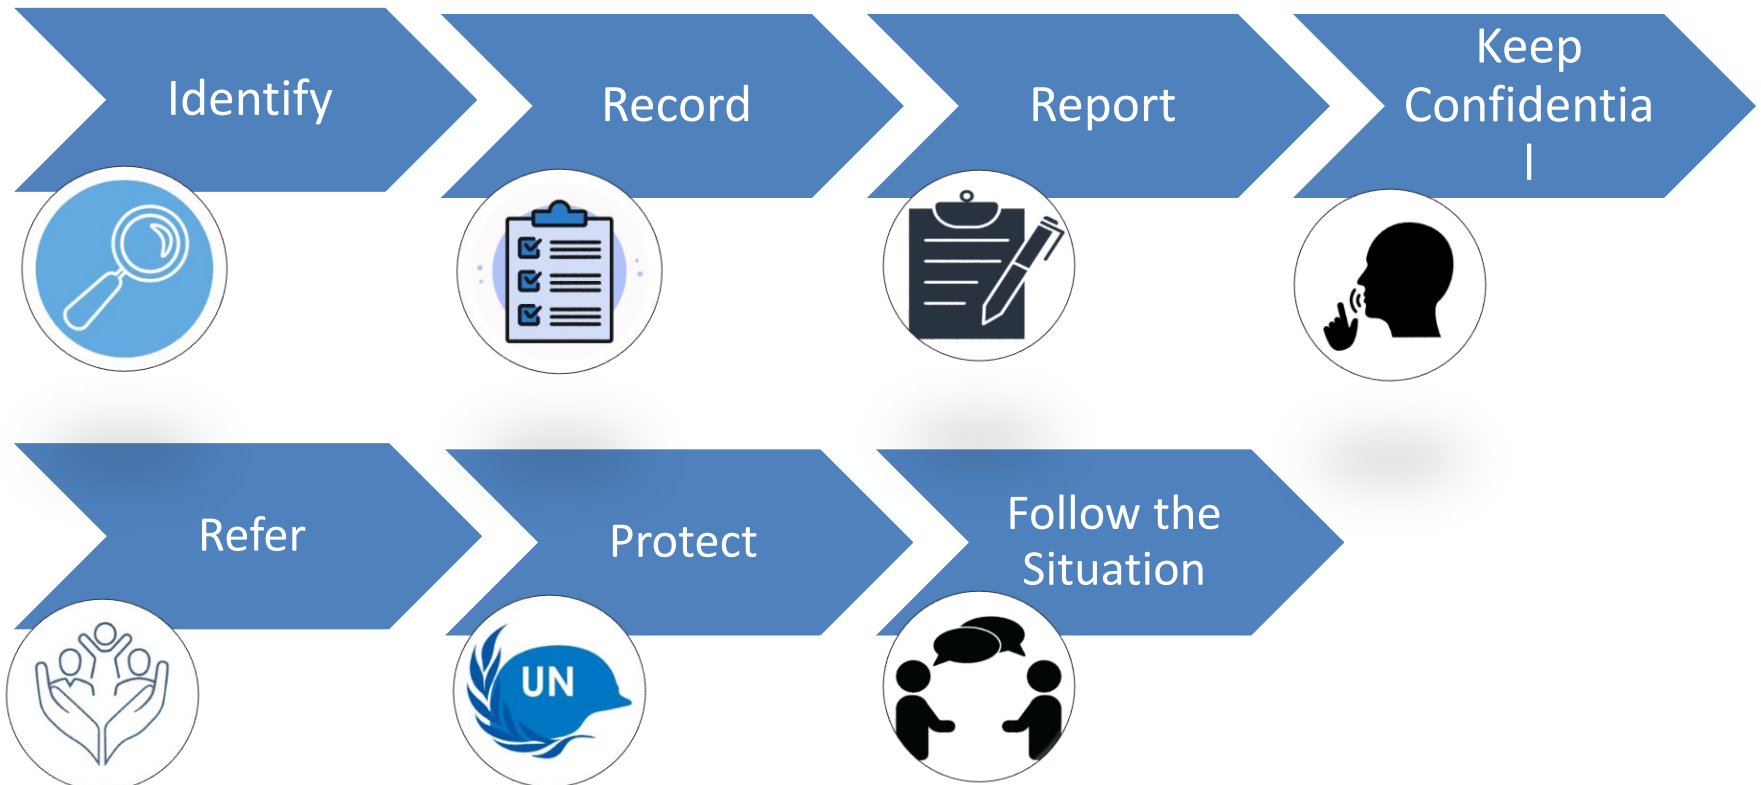 Identify
Record
Report
Keep
Confidentia
l
Refer
Protect
Follow the
Situation
UN